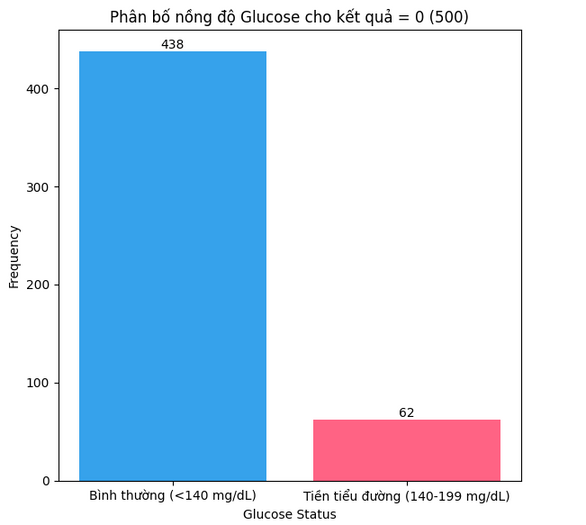 Phân bố nồng độ Glucose cho kết quả = 0 (500)
438
400
300
Frequency
200
100
62
0
Bình thường (<140 mg/dL)
Tiền tiểu đường (140-199 mg/dL)
Glucose Status